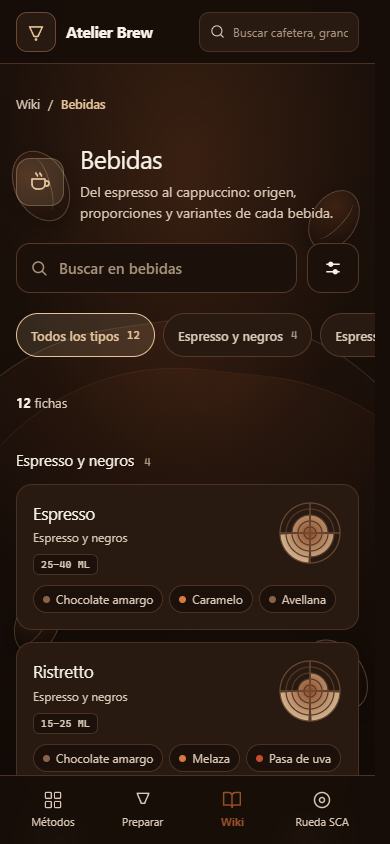 Atelier Brew
Buscar cafetera, granc
Wiki / Bebidas
Bebidas
Del espresso al cappuccino: origen,
proporciones y variantes de cada bebida.
Buscar en bebidas
Todos los tipos 12
Espresso y negros 4
Espres
12 fichas
Espresso y negros 4
Espresso
Espresso y negros
25–40 ML
Chocolate amargo
Caramelo
Avellana
Ristretto
Espresso y negros
15–25 ML
Chocolate amargo
Melaza
Pasa de uva
Métodos
Preparar
Wiki
Rueda SCA